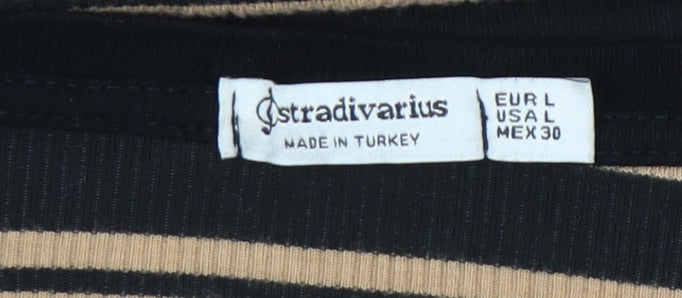 stradivarius
MADE IN TURKEY
EUR L
USA L
MEX 30